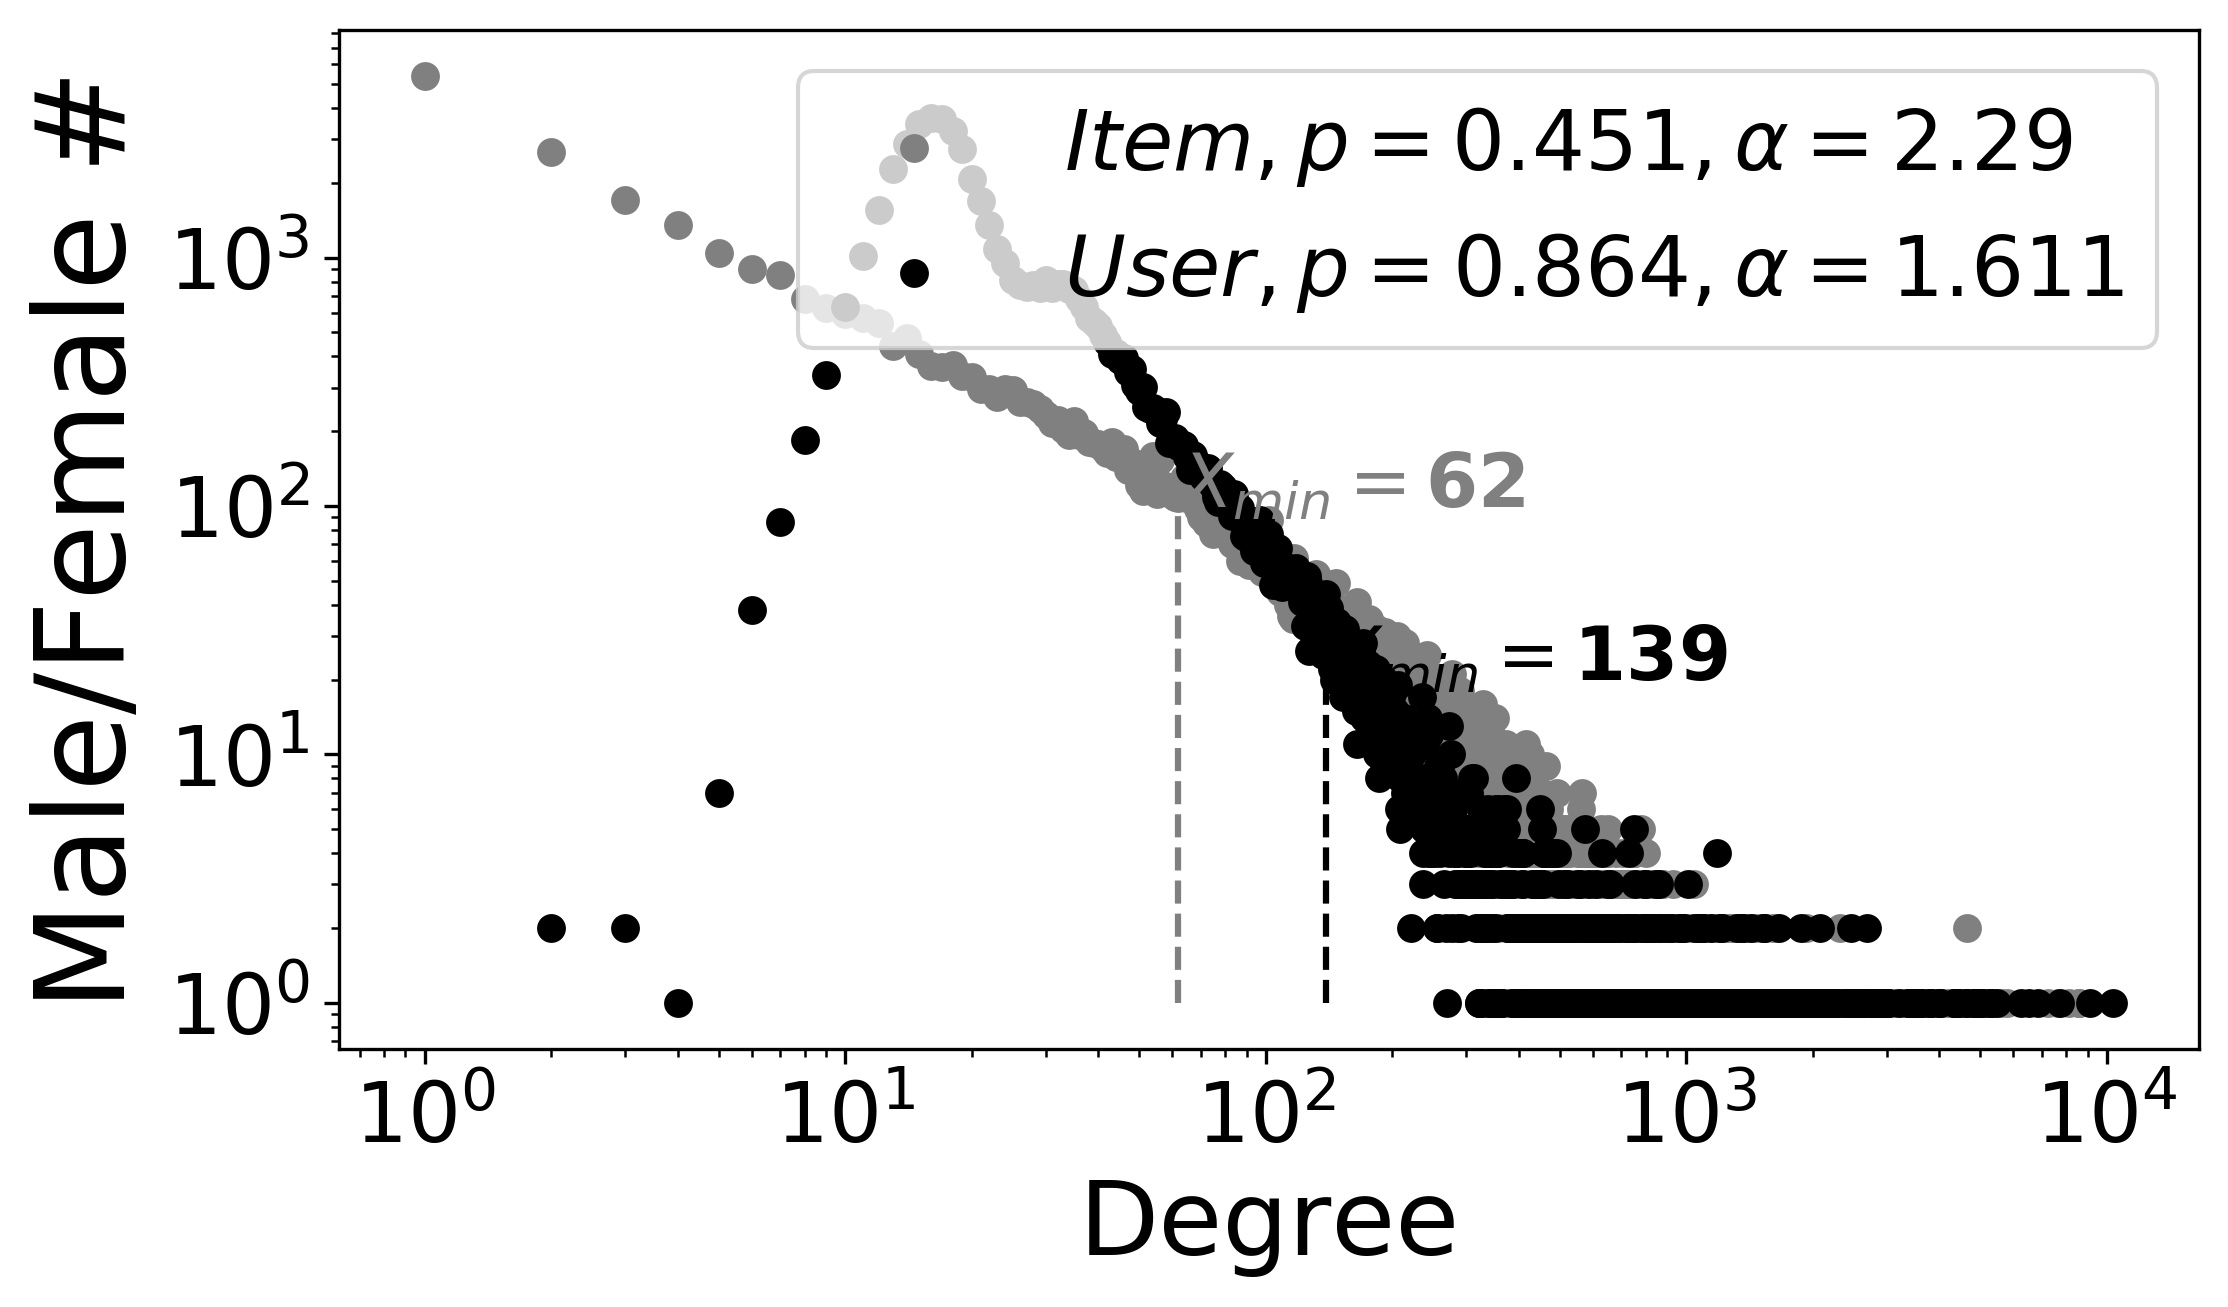 Male/Female #
10³
10²
10¹
10⁰
Item, p = 0.451, α = 2.29
User, p = 0.864, α = 1.611
X_min = 62
min = 139
10⁰ 10¹ 10² 10³ 10⁴
Degree